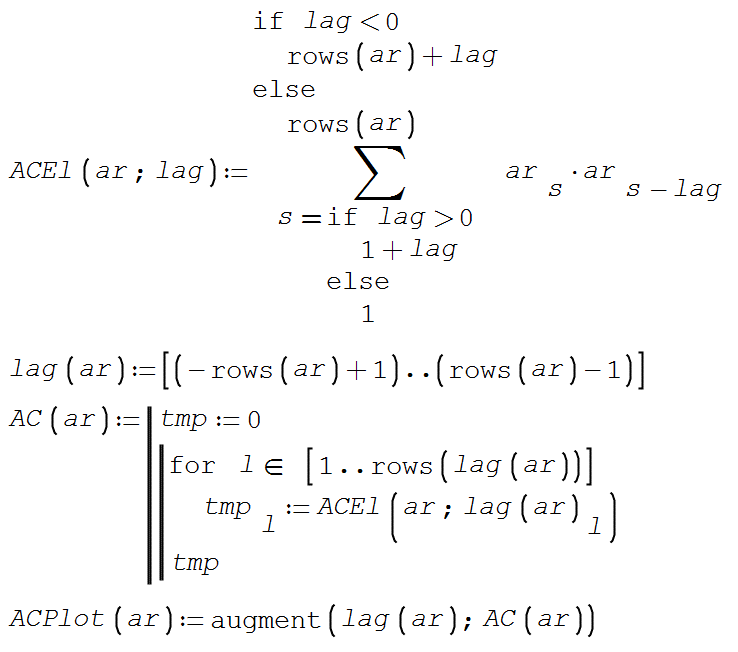 if lag<0
rows(ar)+lag
else
rows(ar)
ACEl(ar; lag):= ∑ ar s·ar s−lag
s=if lag>0
1+lag
else
1
lag(ar):=[(−rows(ar)+1)..(rows(ar)−1)]
AC(ar):= tmp:=0
for l∈ [1..rows(lag(ar))]
tmp l:=ACEl(ar; lag(ar) l)
tmp
ACPlot(ar):=augment(lag(ar); AC(ar))